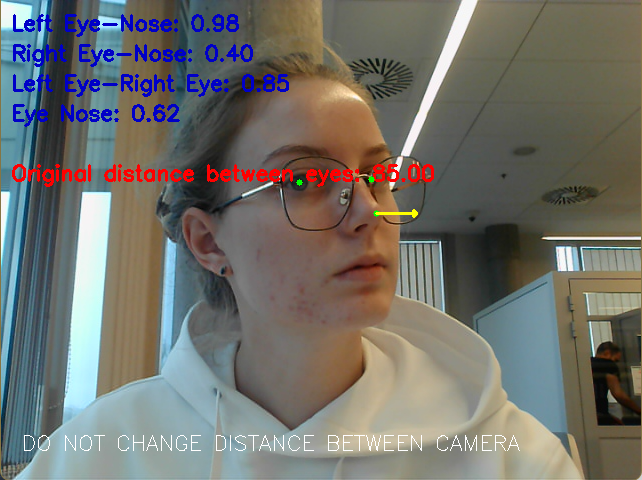 Left Eye-Nose: 0.98
Right Eye-Nose: 0.40
Left Eye-Right Eye: 0.85
Eye Nose: 0.62
Original distance between eyes: 85.00
DO NOT CHANGE DISTANCE BETWEEN CAMERA